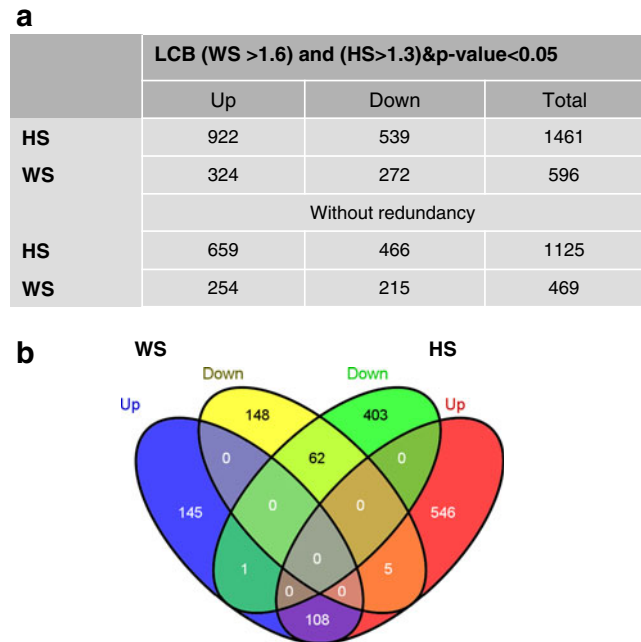 a
LCB (WS >1.6) and (HS>1.3)&p-value<0.05
Up Down Total
HS 922 539 1461
WS 324 272 596
Without redundancy
HS 659 466 1125
WS 254 215 469
b
WS HS
Down Down
Up Up
148 403
0 62 0
145 0 0 546
0
1 5
0 0
108